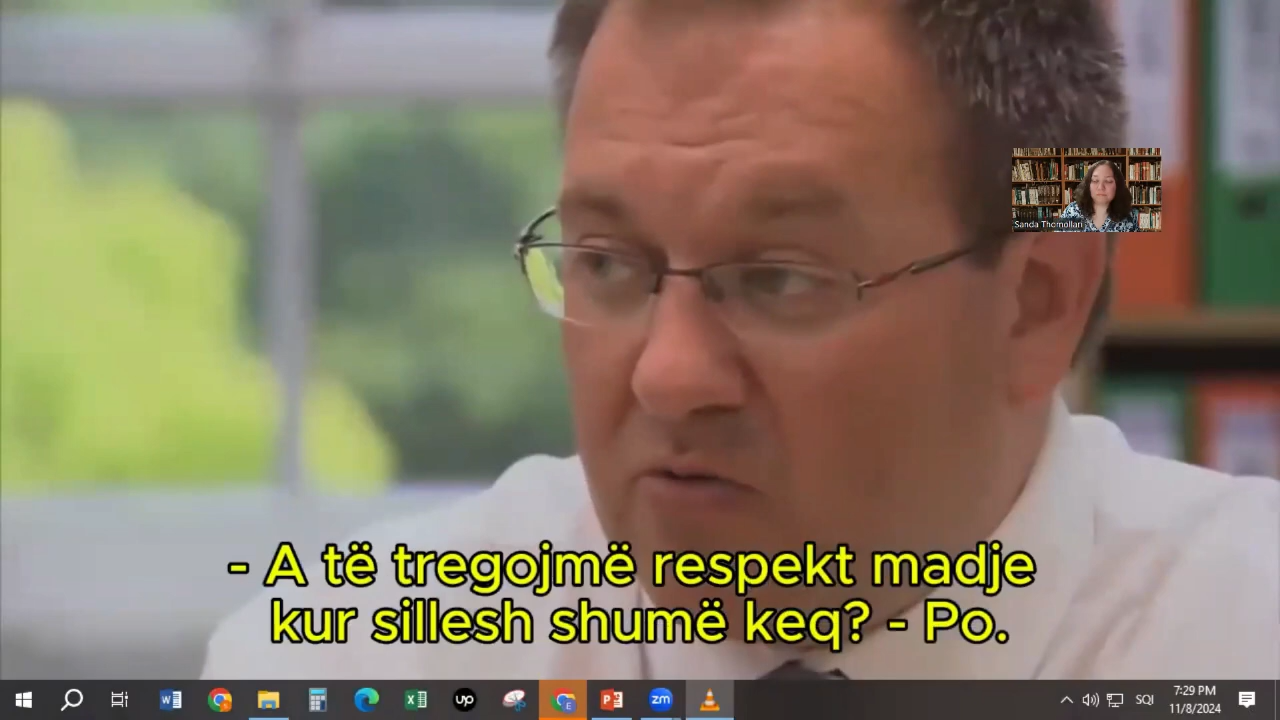 Sanda Thomollari
- A të tregojmë respekt madje
kur sillesh shumë keq? - Po.
SQI
7:29 PM
11/8/2024